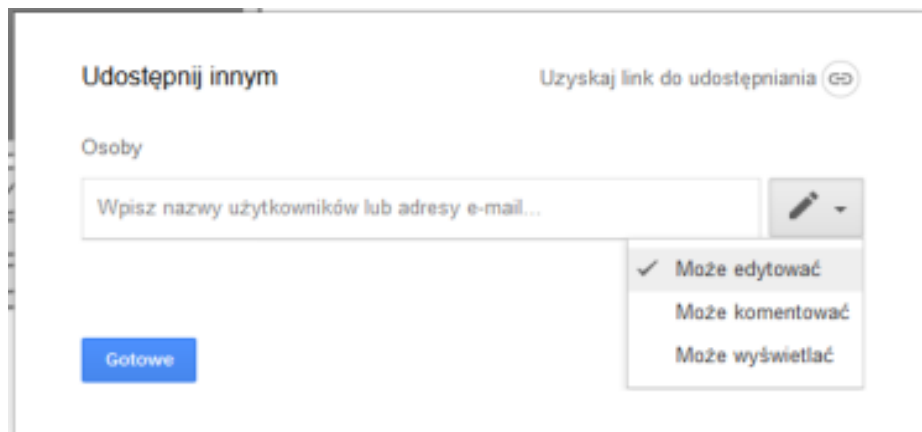 Udostępnij innym
Uzyskaj link do udostępniania
Osoby
Wpisz nazwy użytkowników lub adresy e-mail...
Może edytować
Może komentować
Może wyświetlać
Gotowe